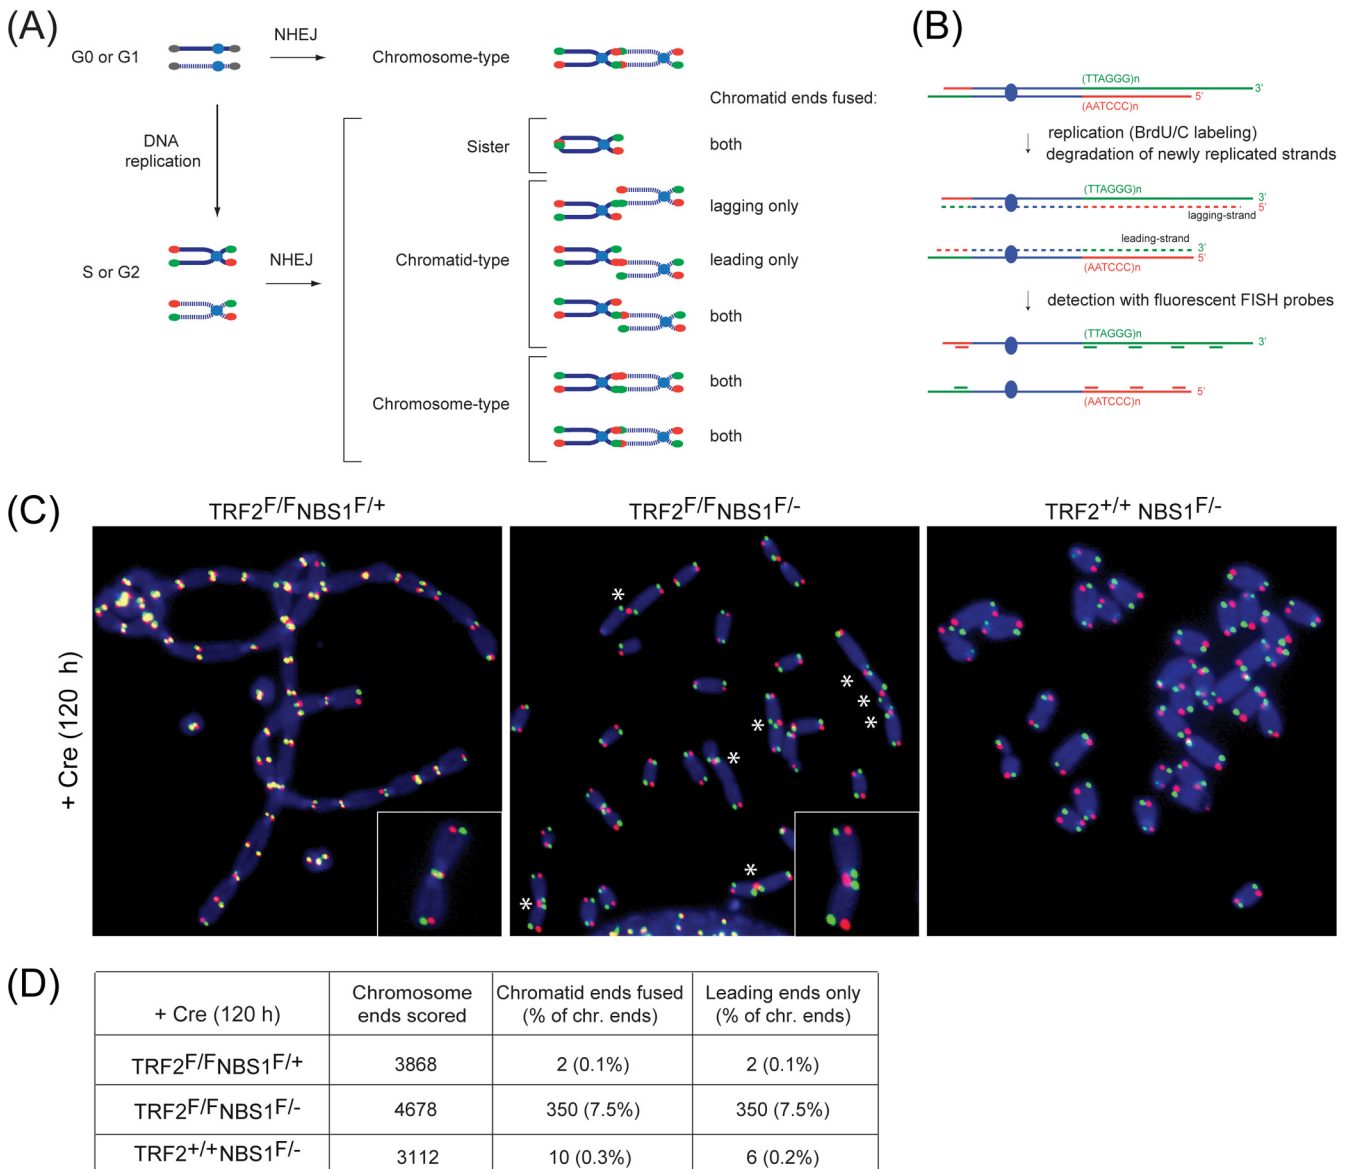 (A)
G0 or G1
NHEJ
Chromosome-type
Chromatid ends fused:
DNA
replication
Sister
both
lagging only
S or G2
NHEJ
Chromatid-type
leading only
both
Chromosome-type
both
both
(B)
(TTAGGG)n
3'
5'
(AATCCC)n
replication (BrdU/C labeling)
degradation of newly replicated strands
(TTAGGG)n
3'
5'
lagging-strand
leading-strand
3'
5'
(AATCCC)n
detection with fluorescent FISH probes
(TTAGGG)n
3'
5'
(AATCCC)n
(C)
TRF2F/FNBS1F/+
TRF2F/FNBS1F/-
TRF2+/+ NBS1F/-
+ Cre (120 h)
*
*
*
*
*
*
*
*
(D)
+ Cre (120 h)
Chromosome
ends scored
Chromatid ends fused
(% of chr. ends)
Leading ends only
(% of chr. ends)
TRF2F/FNBS1F/+
3868
2 (0.1%)
2 (0.1%)
TRF2F/FNBS1F/-
4678
350 (7.5%)
350 (7.5%)
TRF2+/+NBS1F/-
3112
10 (0.3%)
6 (0.2%)